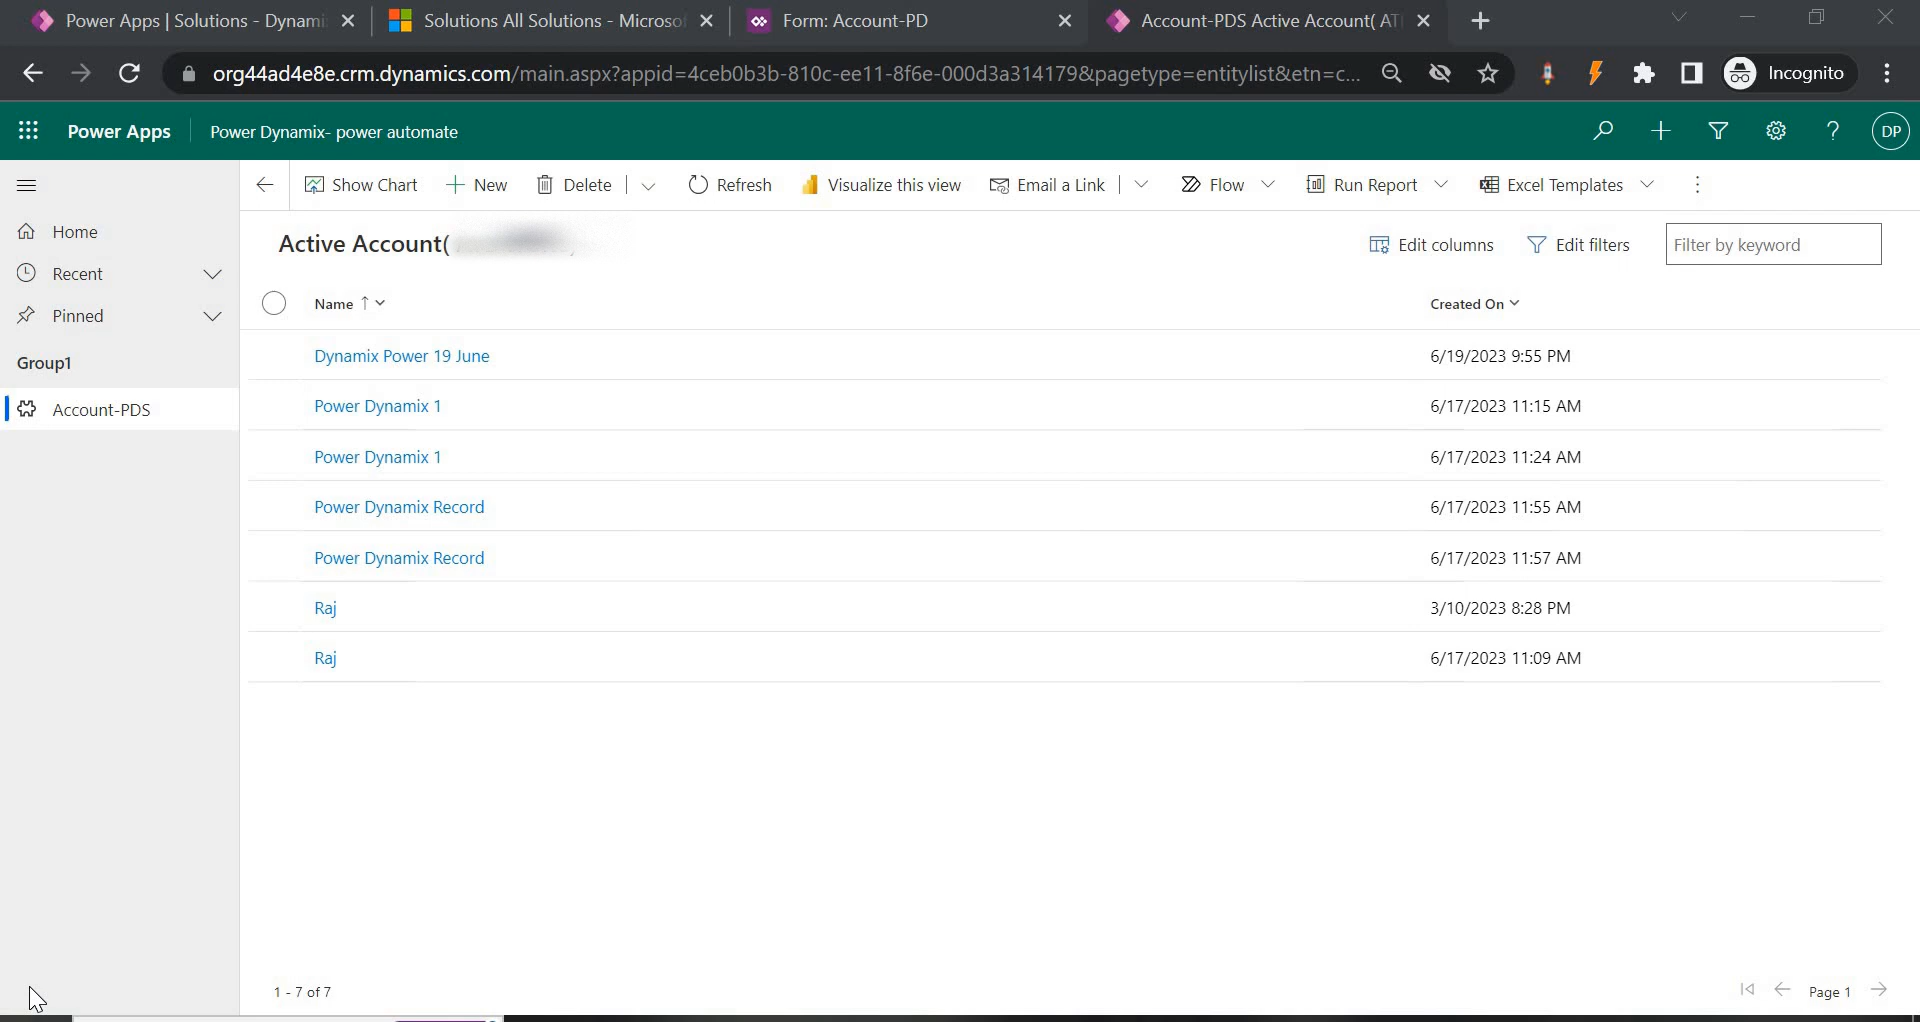 Power Apps | Solutions - Dynami
Solutions All Solutions - Microsof
Form: Account-PD
Account-PDS Active Account( AT
org44ad4e8e.crm.dynamics.com/main.aspx?appid=4ceb0b3b-810c-ee11-8f6e-000d3a314179&pagetype=entitylist&etn=c...
Incognito
Power Apps
Power Dynamix- power automate
DP
Show Chart
New
Delete
Refresh
Visualize this view
Email a Link
Flow
Run Report
Excel Templates
Home
Recent
Pinned
Group1
Account-PDS
Active Account(
Edit columns
Edit filters
Filter by keyword
Name
Created On
Dynamix Power 19 June 6/19/2023 9:55 PM
Power Dynamix 1 6/17/2023 11:15 AM
Power Dynamix 1 6/17/2023 11:24 AM
Power Dynamix Record 6/17/2023 11:55 AM
Power Dynamix Record 6/17/2023 11:57 AM
Raj 3/10/2023 8:28 PM
Raj 6/17/2023 11:09 AM
1 - 7 of 7
Page 1